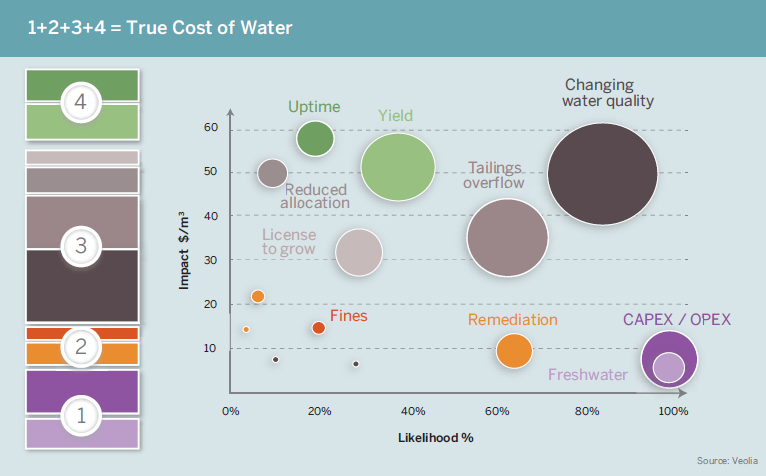 1+2+3+4 = True Cost of Water
4
3
2
1
Impact $/m³
60
50
40
30
20
10
Uptime
Yield
Changing
water quality
Reduced
allocation
Tailings
overflow
License
to grow
Fines
Remediation
CAPEX / OPEX
Freshwater
0%
20%
40%
60%
80%
100%
Likelihood %
Source: Veolia